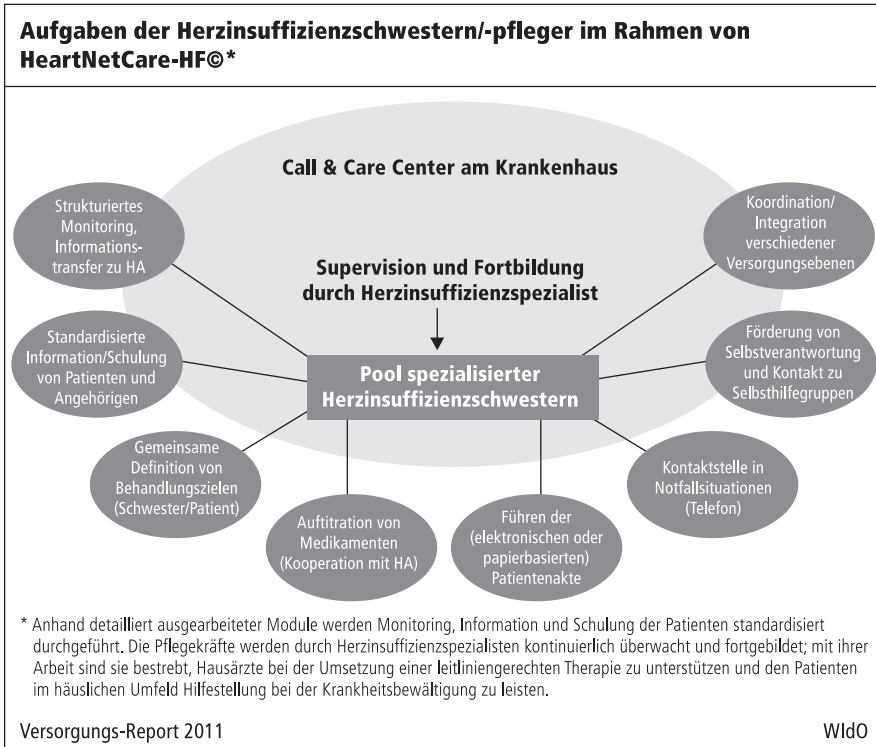 Aufgaben der Herzinsuffizienzschwestern/-pfleger im Rahmen von
HeartNetCare-HF©*
Call & Care Center am Krankenhaus
Strukturiertes
Monitoring,
Informations-
transfer zu HA
Koordination/
Integration
verschiedener
Versorgungsebenen
Supervision und Fortbildung
durch Herzinsuffizienzspezialist
Standardisierte
Information/Schulung
von Patienten und
Angehörigen
Förderung von
Selbstverantwortung
und Kontakt zu
Selbsthilfegruppen
Pool spezialisierter
Herzinsuffizienzschwestern
Gemeinsame
Definition von
Behandlungszielen
(Schwester/Patient)
Auftitration von
Medikamenten
(Kooperation mit HA)
Führen der
(elektronischen oder
papierbasierten)
Patientenakte
Kontaktstelle in
Notfallsituationen
(Telefon)
* Anhand detailliert ausgearbeiteter Module werden Monitoring, Information und Schulung der Patienten standardisiert
durchgeführt. Die Pflegekräfte werden durch Herzinsuffizienzspezialisten kontinuierlich überwacht und fortgebildet; mit ihrer
Arbeit sind sie bestrebt, Hausärzte bei der Umsetzung einer leitliniengerechten Therapie zu unterstützen und den Patienten
im häuslichen Umfeld Hilfestellung bei der Krankheitsbewältigung zu leisten.
Versorgungs-Report 2011
WIdO